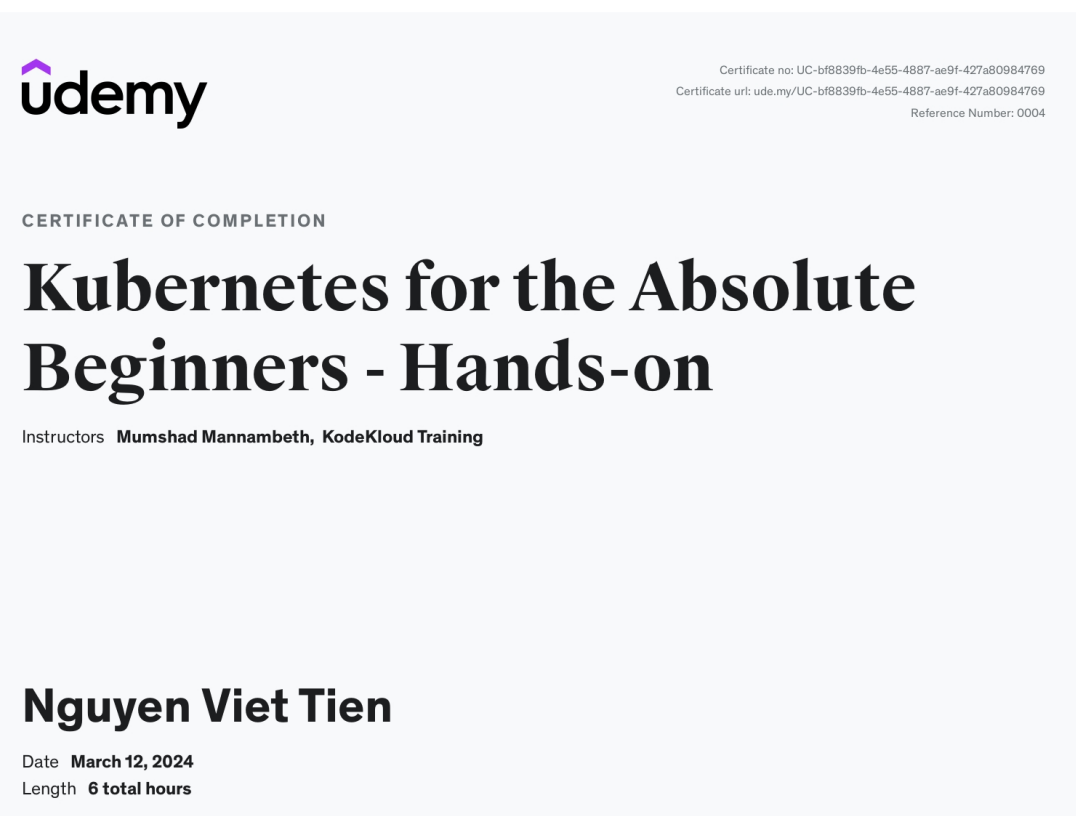 udemy
Certificate no: UC-bf8839fb-4e55-4887-ae9f-427a80984769
Certificate url: ude.my/UC-bf8839fb-4e55-4887-ae9f-427a80984769
Reference Number: 0004
CERTIFICATE OF COMPLETION
Kubernetes for the Absolute
Beginners - Hands-on
Instructors Mumshad Mannambeth, KodeKloud Training
Nguyen Viet Tien
Date March 12, 2024
Length 6 total hours